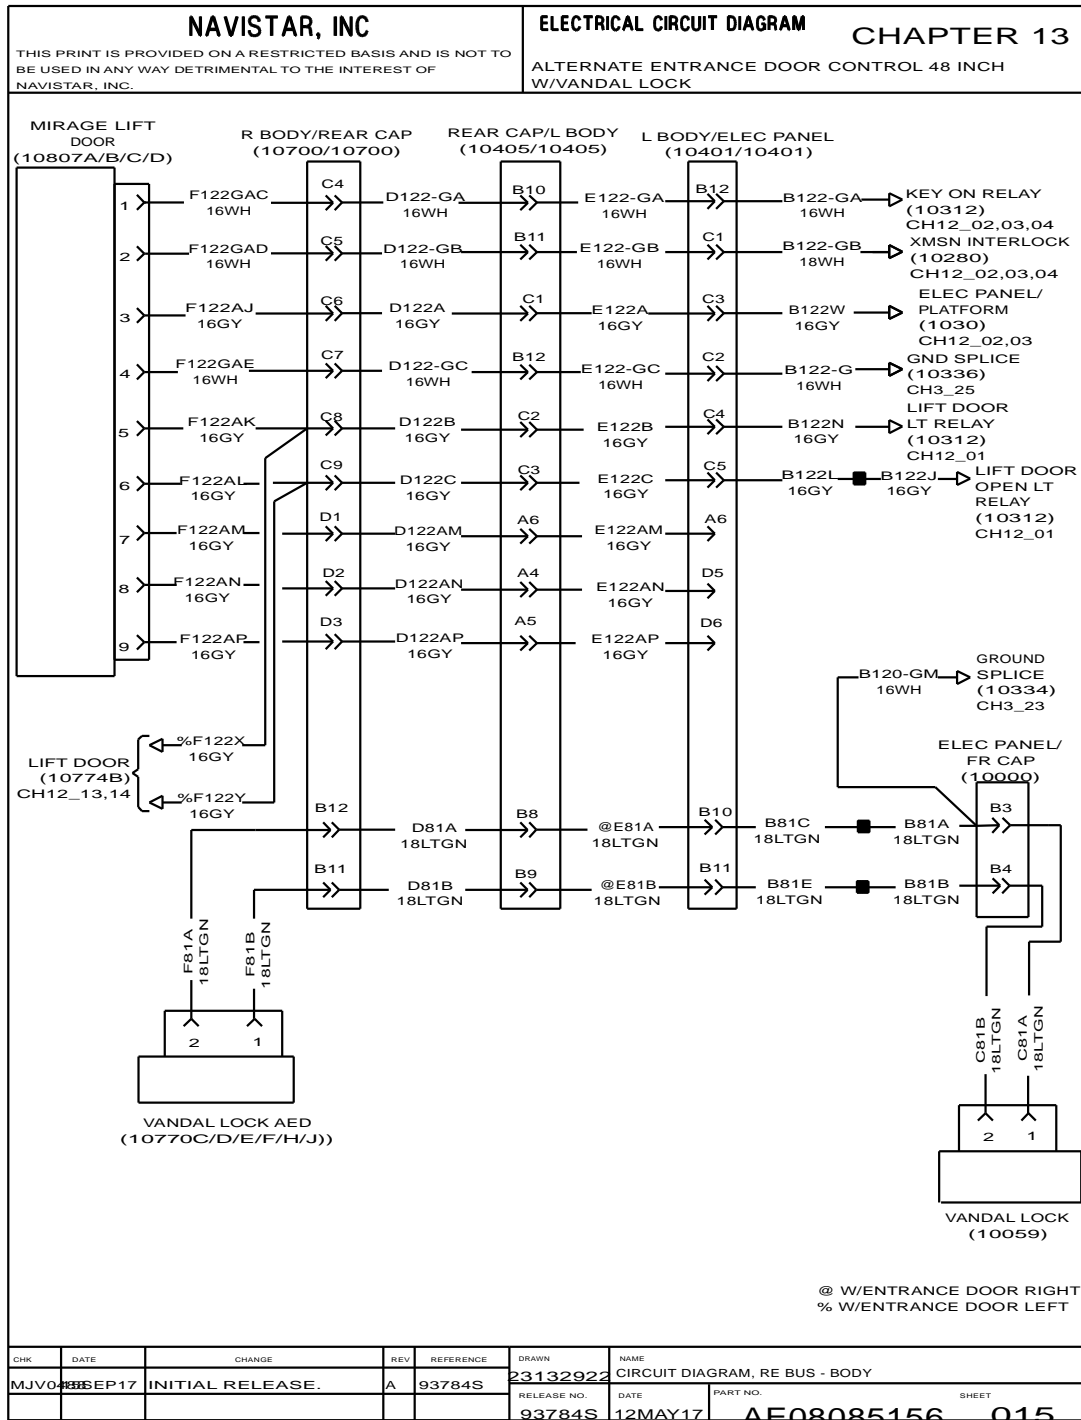 NAVISTAR, INC
THIS PRINT IS PROVIDED ON A RESTRICTED BASIS AND IS NOT TO
BE USED IN ANY WAY DETRIMENTAL TO THE INTEREST OF
NAVISTAR, INC.
ELECTRICAL CIRCUIT DIAGRAM
CHAPTER 13
ALTERNATE ENTRANCE DOOR CONTROL 48 INCH
W/VANDAL LOCK
MIRAGE LIFT
DOOR
(10807A/B/C/D)
R BODY/REAR CAP
(10700/10700)
REAR CAP/L BODY
(10405/10405)
L BODY/ELEC PANEL
(10401/10401)
1 F122GAC 16WH C4 D122-GA 16WH B10 E122-GA 16WH B12 B122-GA 16WH
KEY ON RELAY
(10312)
CH12_02,03,04
2 F122GAD 16WH C5 D122-GB 16WH B11 E122-GB 16WH C1 B122-GB 18WH
XMSN INTERLOCK
(10280)
CH12_02,03,04
3 F122AJ 16GY C6 D122A 16GY C1 E122A 16GY C3 B122W 16GY
ELEC PANEL/
PLATFORM
(1030)
CH12_02,03
4 F122GAE 16WH C7 D122-GC 16WH B12 E122-GC 16WH C2 B122-G 16WH
GND SPLICE
(10336)
CH3_25
5 F122AK 16GY C8 D122B 16GY C2 E122B 16GY C4 B122N 16GY
LIFT DOOR
LT RELAY
(10312)
CH12_01
6 F122AL 16GY C9 D122C 16GY C3 E122C 16GY C5 B122L 16GY B122J 16GY
LIFT DOOR
OPEN LT
RELAY
(10312)
CH12_01
7 F122AM 16GY D1 D122AM 16GY A6 E122AM 16GY A6
8 F122AN 16GY D2 D122AN 16GY A4 E122AN 16GY D5
9 F122AP 16GY D3 D122AP 16GY A5 E122AP 16GY D6
B120-GM
16WH
GROUND
SPLICE
(10334)
CH3_23
LIFT DOOR
(10774B)
CH12_13,14
%F122X
16GY
%F122Y
16GY
ELEC PANEL/
FR CAP
(10000)
B12 D81A 18LTGN B8 @E81A 18LTGN B10 B81C 18LTGN B81A 18LTGN B3
B11 D81B 18LTGN B9 @E81B 18LTGN B11 B81E 18LTGN B81B 18LTGN B4
F81A
18LTGN
F81B
18LTGN
2 1
VANDAL LOCK AED
(10770C/D/E/F/H/J))
C81B
18LTGN
C81A
18LTGN
2 1
VANDAL LOCK
(10059)
@ W/ENTRANCE DOOR RIGHT
% W/ENTRANCE DOOR LEFT
CHK DATE CHANGE REV REFERENCE DRAWN NAME
SEP17 INITIAL RELEASE. A 93784S 23132922 CIRCUIT DIAGRAM, RE BUS - BODY
RELEASE NO. DATE PART NO. SHEET
93784S 12MAY17 AE08085156 015